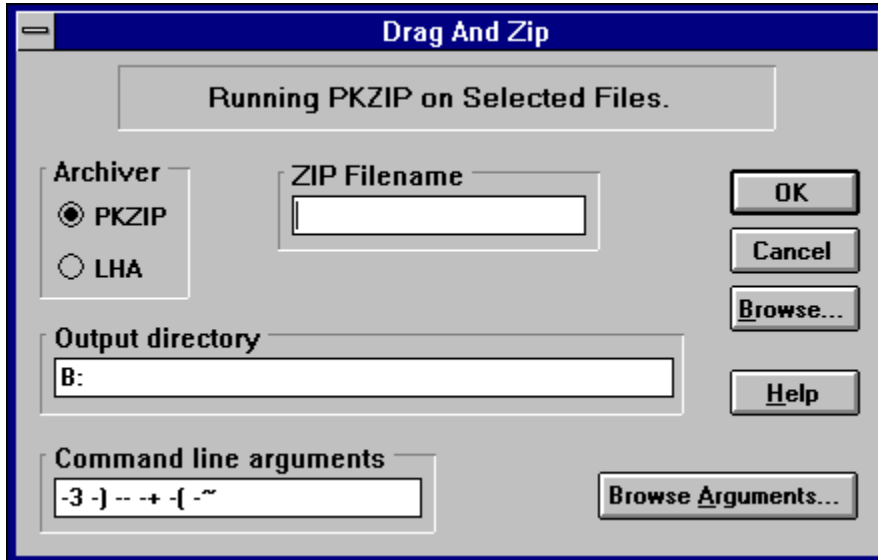 Drag And Zip
Running PKZIP on Selected Files.
Archiver
PKZIP
LHA
ZIP Filename
OK
Cancel
Browse...
Output directory
B:
Help
Command line arguments
-3 -) -- -+ -( -~
Browse Arguments...